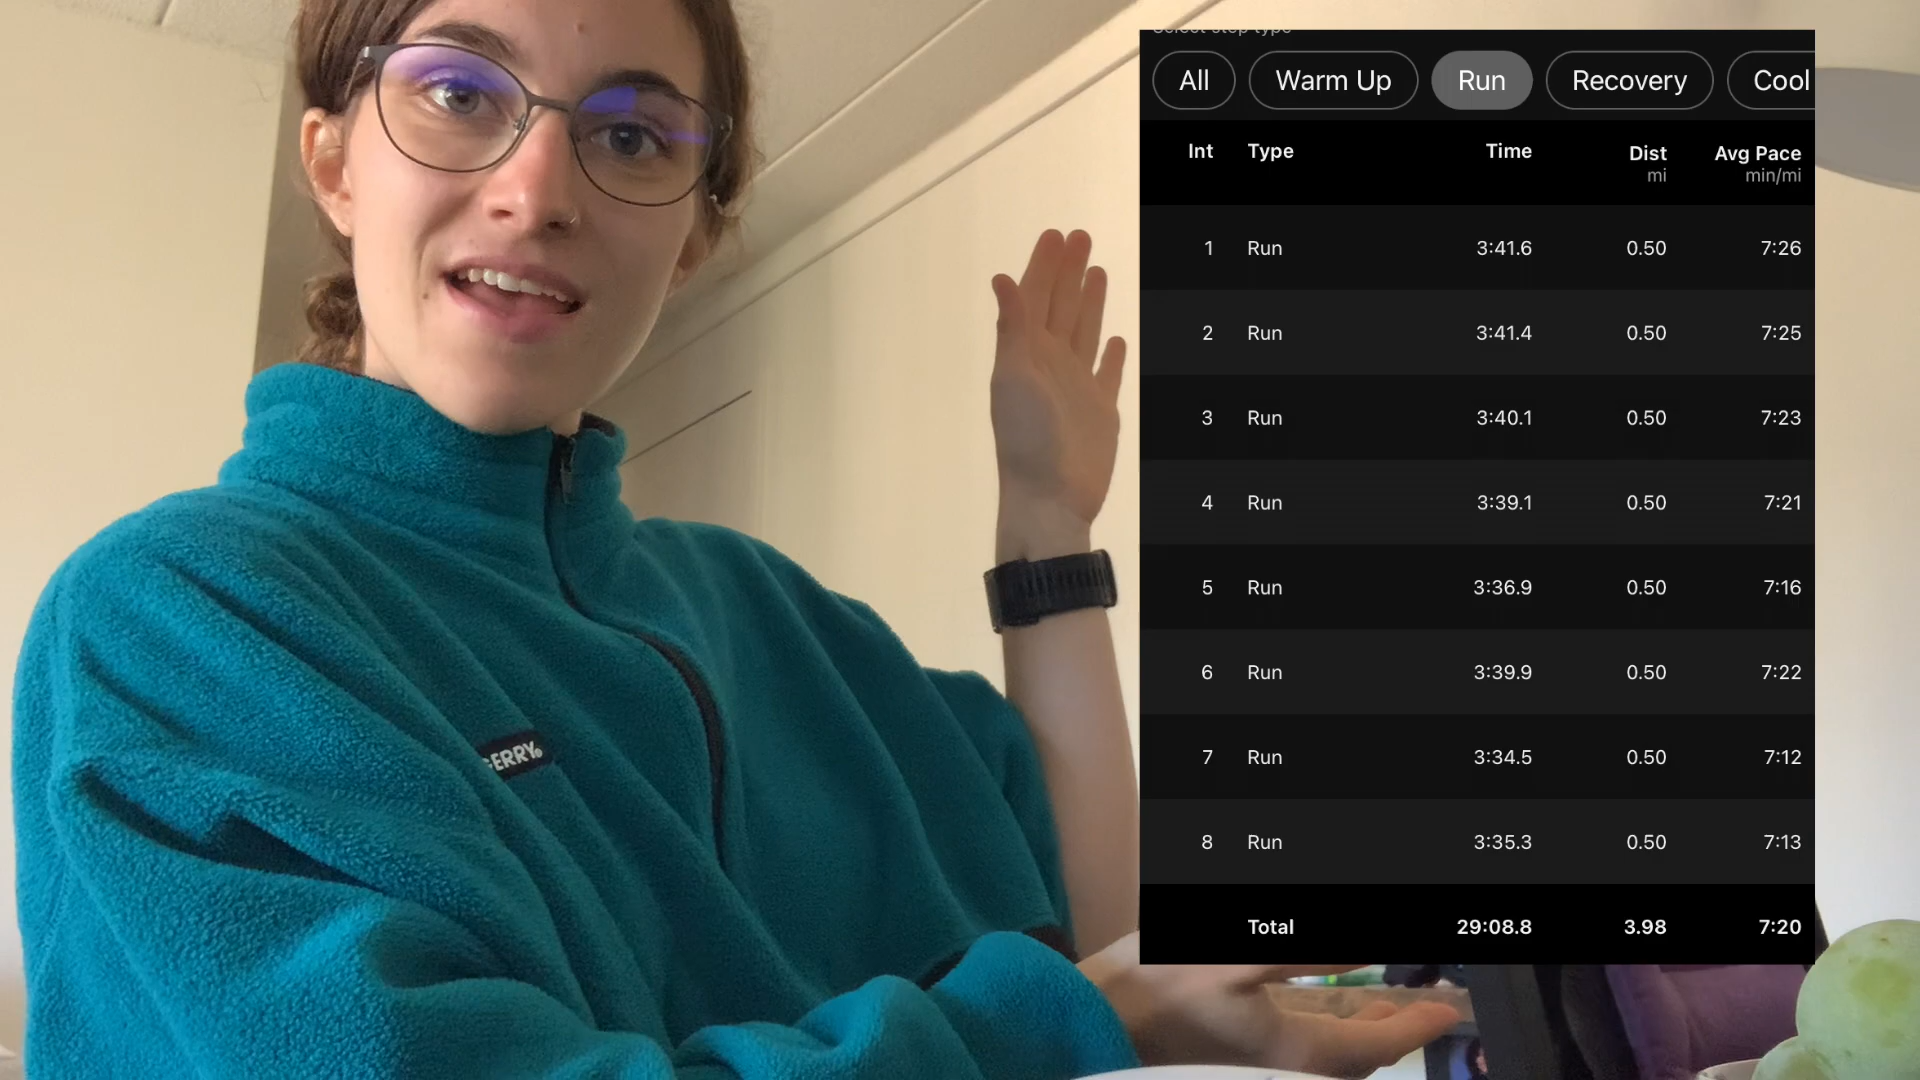 Select step type
All Warm Up Run Recovery Cool
Int Type Time Dist Avg Pace
mi min/mi
1 Run 3:41.6 0.50 7:26
2 Run 3:41.4 0.50 7:25
3 Run 3:40.1 0.50 7:23
4 Run 3:39.1 0.50 7:21
5 Run 3:36.9 0.50 7:16
6 Run 3:39.9 0.50 7:22
7 Run 3:34.5 0.50 7:12
8 Run 3:35.3 0.50 7:13
Total 29:08.8 3.98 7:20
GERRY